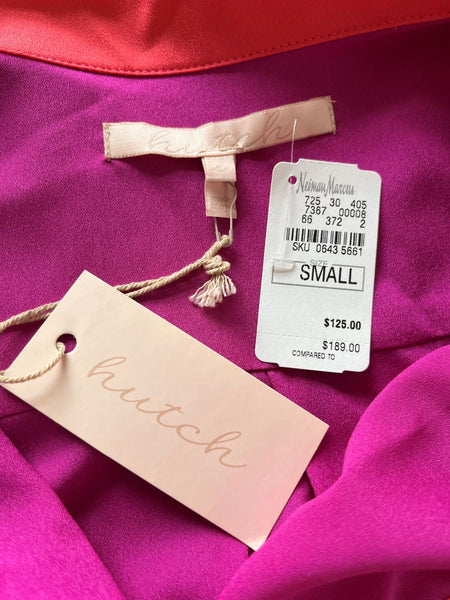 hutch
Neiman Marcus
725 30 405
7367 00008
66 372 2
SKU 0643 5661
SIZE
SMALL
$125.00
$189.00
COMPARED TO
hutch